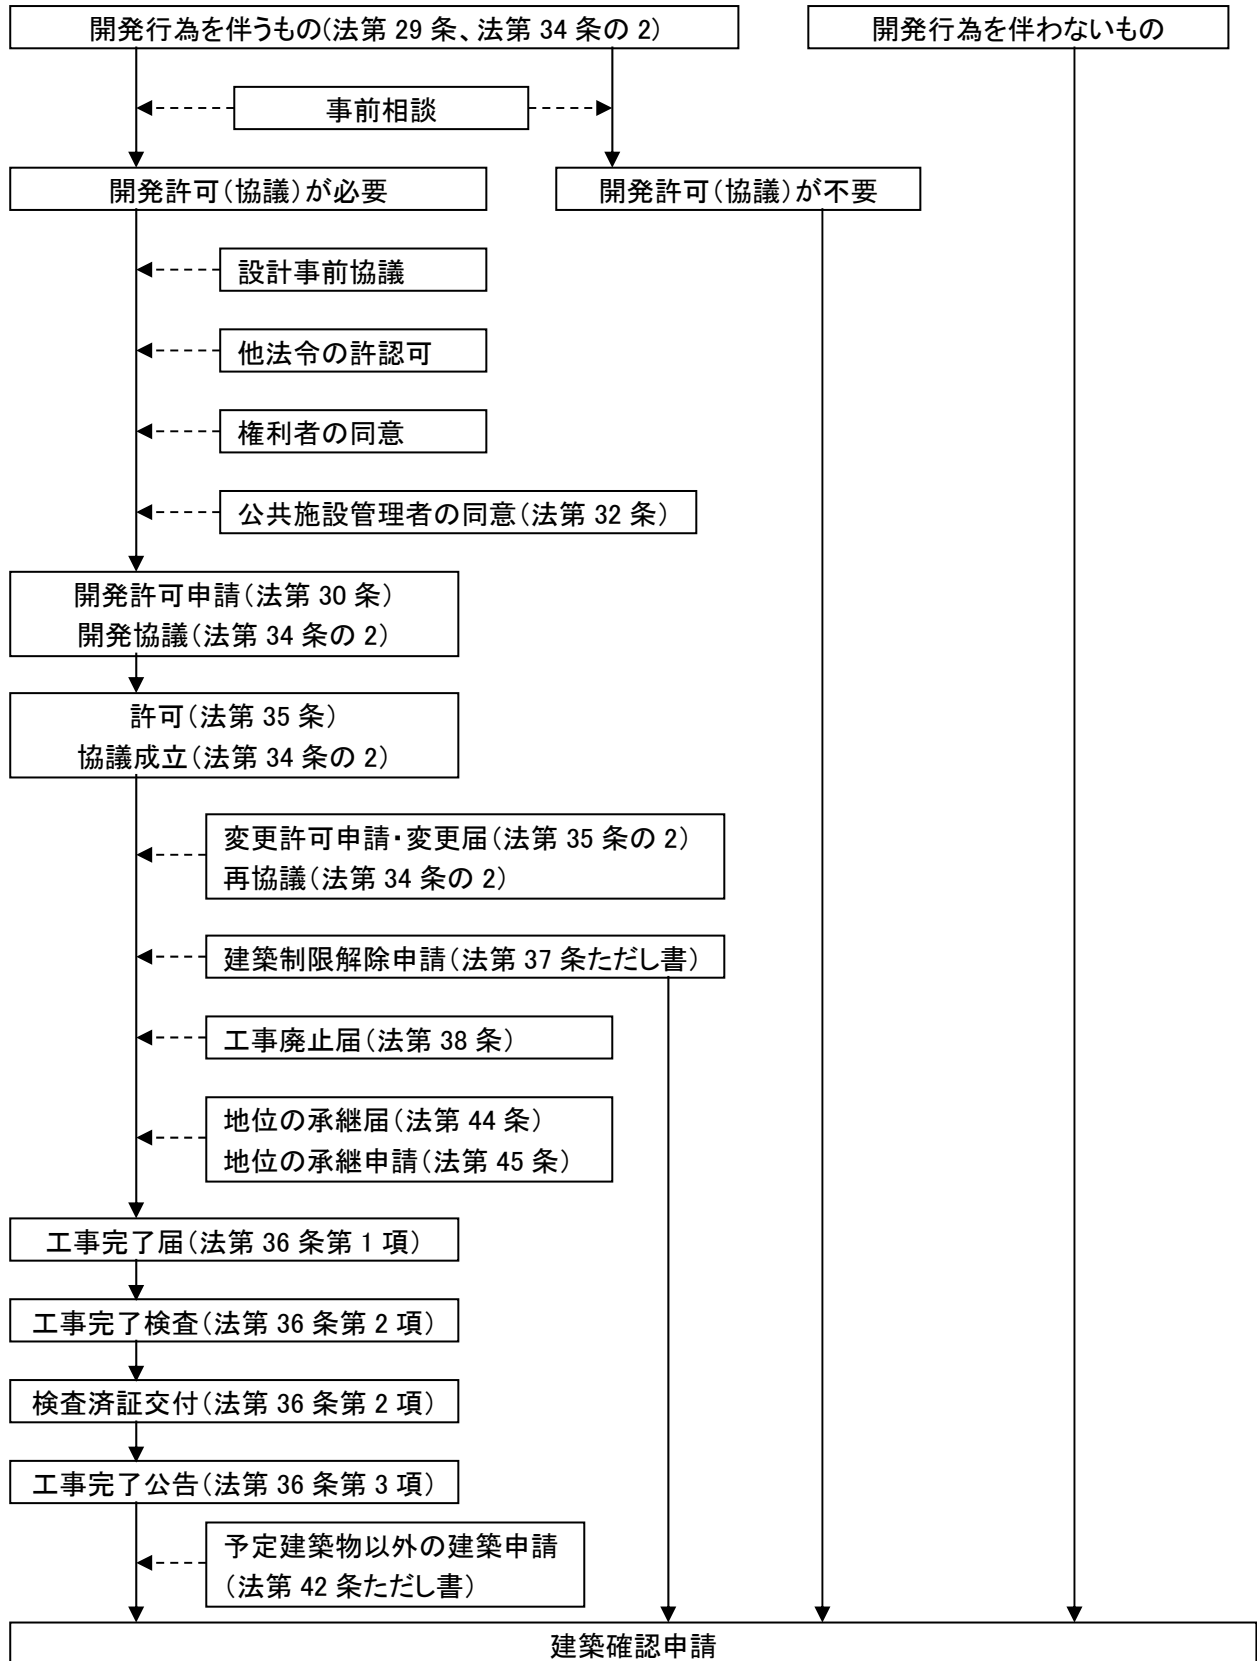 開発行為を伴うもの(法第 29 条、法第 34 条の 2)
開発行為を伴わないもの
事前相談
開発許可(協議)が必要
開発許可(協議)が不要
設計事前協議
他法令の許認可
権利者の同意
公共施設管理者の同意(法第 32 条)
開発許可申請(法第 30 条)
開発協議(法第 34 条の 2)
許可(法第 35 条)
協議成立(法第 34 条の 2)
変更許可申請・変更届(法第 35 条の 2)
再協議(法第 34 条の 2)
建築制限解除申請(法第 37 条ただし書)
工事廃止届(法第 38 条)
地位の承継届(法第 44 条)
地位の承継申請(法第 45 条)
工事完了届(法第 36 条第 1 項)
工事完了検査(法第 36 条第 2 項)
検査済証交付(法第 36 条第 2 項)
工事完了公告(法第 36 条第 3 項)
予定建築物以外の建築申請
(法第 42 条ただし書)
建築確認申請